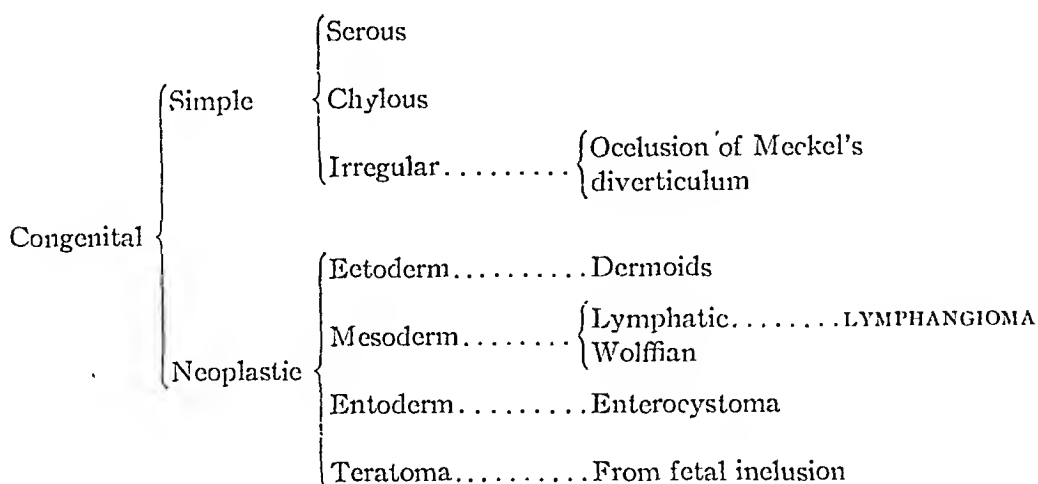 Serous
Simple Chylous
Irregular......... Occlusion of Meckel's
diverticulum
Congenital
Ectoderm..........Dermoids
Mesoderm........ Lymphatic........LYMPHANGIOMA
Wolffian
Neoplastic
Entoderm.........Enterocystoma
Teratoma..........From fetal inclusion